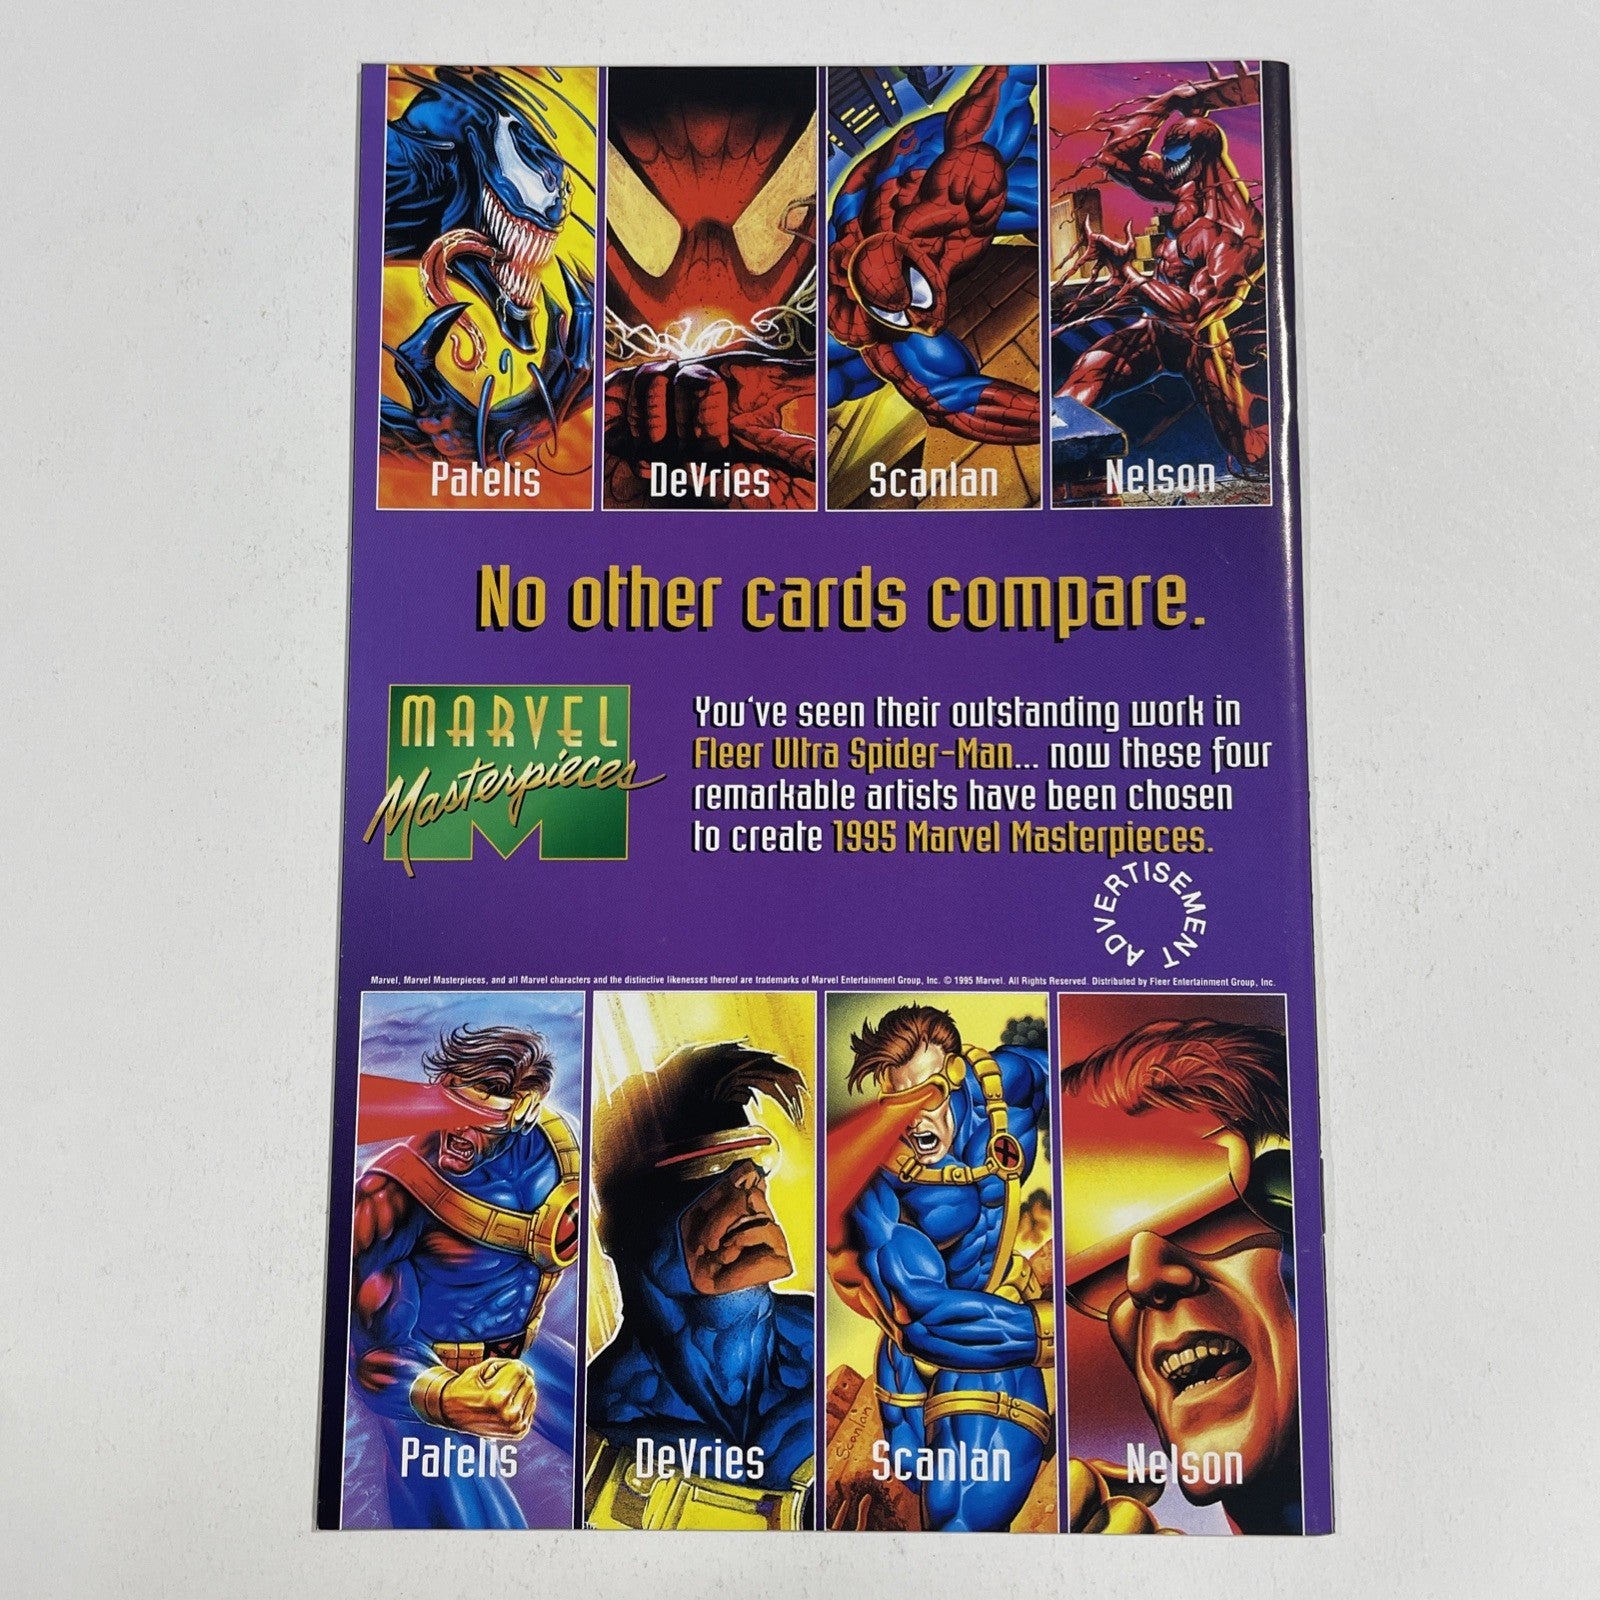 Patelis
DeVries
Scanlan
Nelson
No other cards compare.
MARVEL
Masterpieces
You've seen their outstanding work in
Fleer Ultra Spider-Man... now these four
remarkable artists have been chosen
to create 1995 Marvel Masterpieces.
ADVERTISEMENT
Marvel, Marvel Masterpieces, and all Marvel characters and the distinctive likenesses thereof are trademarks of Marvel Entertainment Group, Inc. © 1995 Marvel. All Rights Reserved. Distributed by Fleer Entertainment Group, Inc.
Scanlan
Patelis
DeVries
Scanlan
Nelson